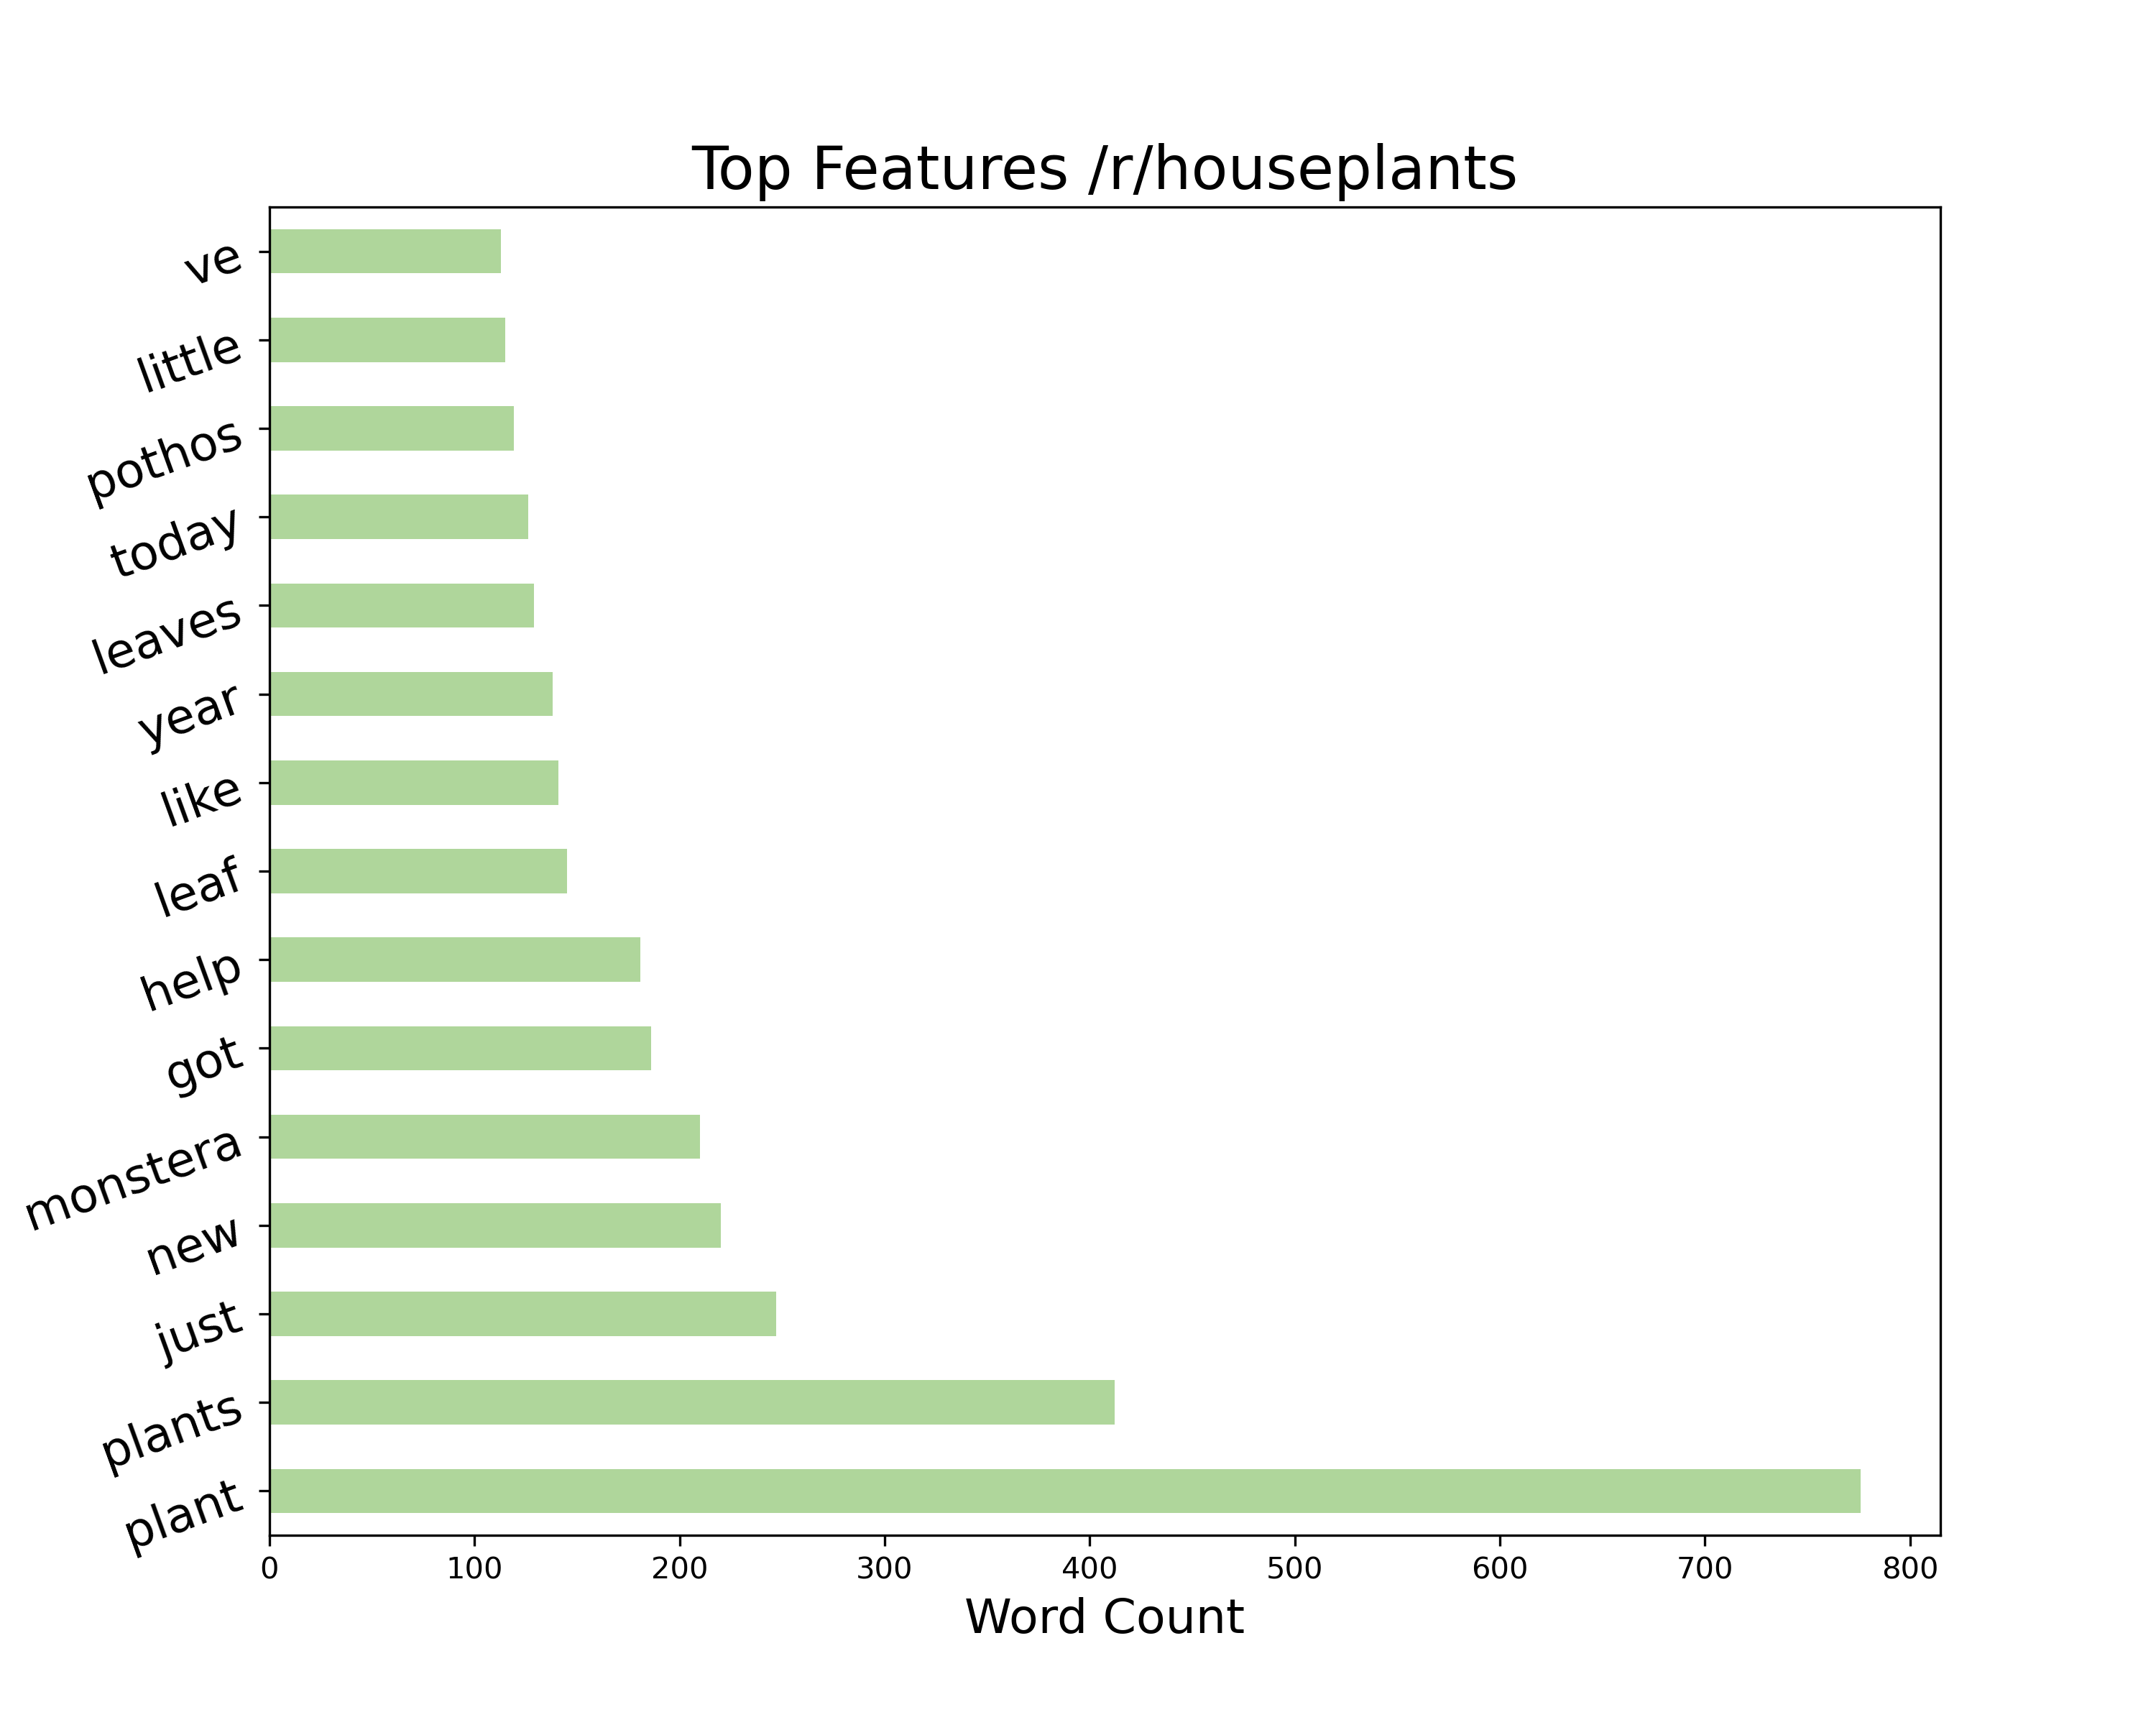 Top Features /r/houseplants
ve
little
pothos
today
leaves
year
like
leaf
help
got
monstera
new
just
plants
plant
0 100 200 300 400 500 600 700 800
Word Count